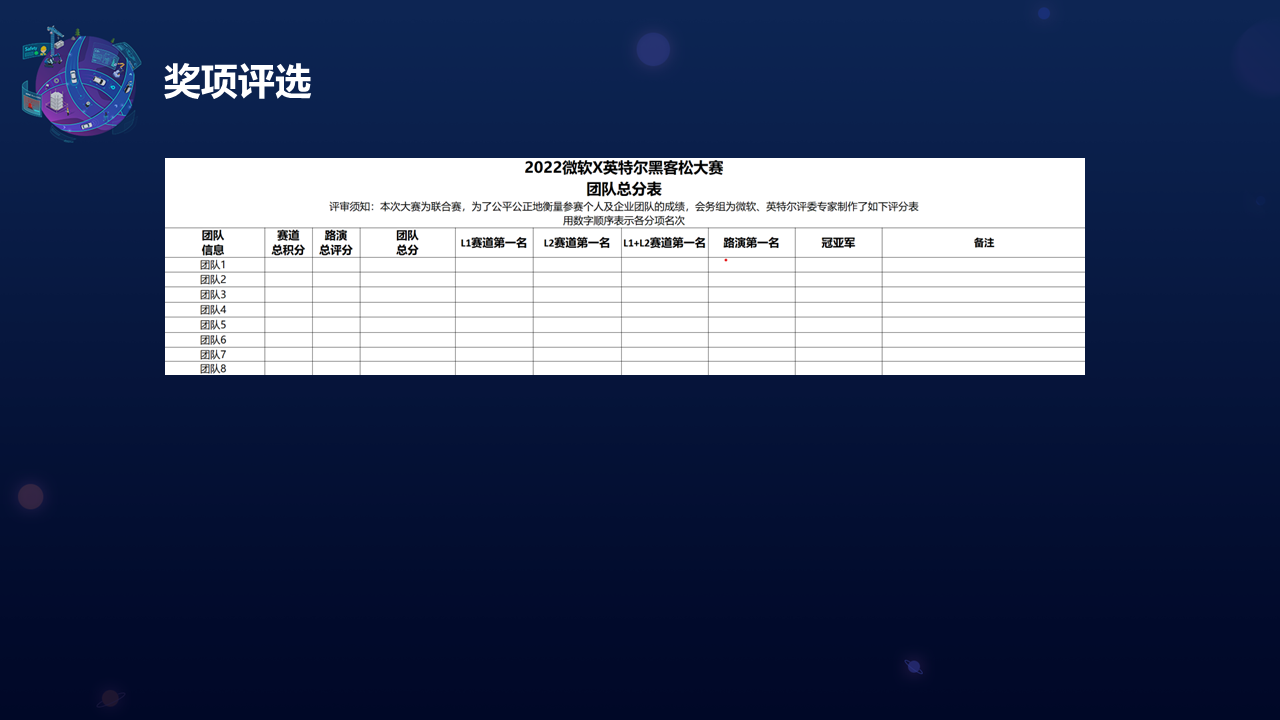 奖项评选
2022微软X英特尔黑客松大赛
团队总分表
评审须知：本次大赛为联合赛，为了公平公正地衡量参赛个人及企业团队的成绩，会务组为微软、英特尔评委专家制作了如下评分表
用数字顺序表示各分项名次
团队信息 赛道总积分 路演总评分 团队总分 L1赛道第一名 L2赛道第一名 L1+L2赛道第一名 路演第一名 冠亚军 备注
团队1
团队2
团队3
团队4
团队5
团队6
团队7
团队8